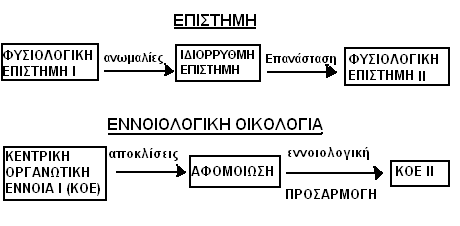 ΕΠΙΣΤΗΜΗ
ΦΥΣΙΟΛΟΓΙΚΗ
ΕΠΙΣΤΗΜΗ Ι
ανωμαλίες
ΙΔΙΟΡΡΥΘΜΗ
ΕΠΙΣΤΗΜΗ
Επανάσταση
ΦΥΣΙΟΛΟΓΙΚΗ
ΕΠΙΣΤΗΜΗ ΙΙ
ΕΝΝΟΙΟΛΟΓΙΚΗ ΟΙΚΟΛΟΓΙΑ
ΚΕΝΤΡΙΚΗ
ΟΡΓΑΝΩΤΙΚΗ
ΕΝΝΟΙΑ Ι (ΚΟΕ)
αποκλίσεις
ΑΦΟΜΟΙΩΣΗ
εννοιολογική
ΠΡΟΣΑΡΜΟΓΗ
ΚΟΕ ΙΙ